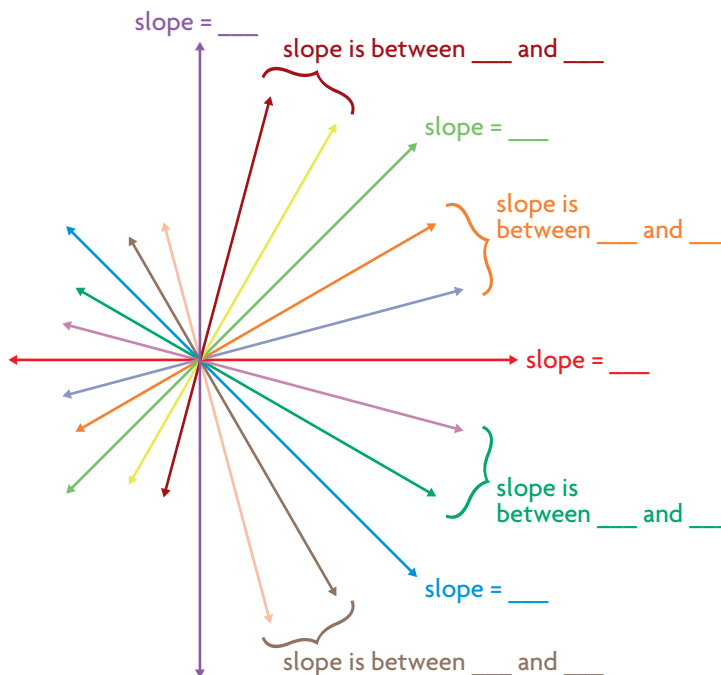 slope = ___
slope is between ___ and ___
slope = ___
slope is
between ___ and ___
slope = ___
slope is
between ___ and ___
slope = ___
slope is between ___ and ___